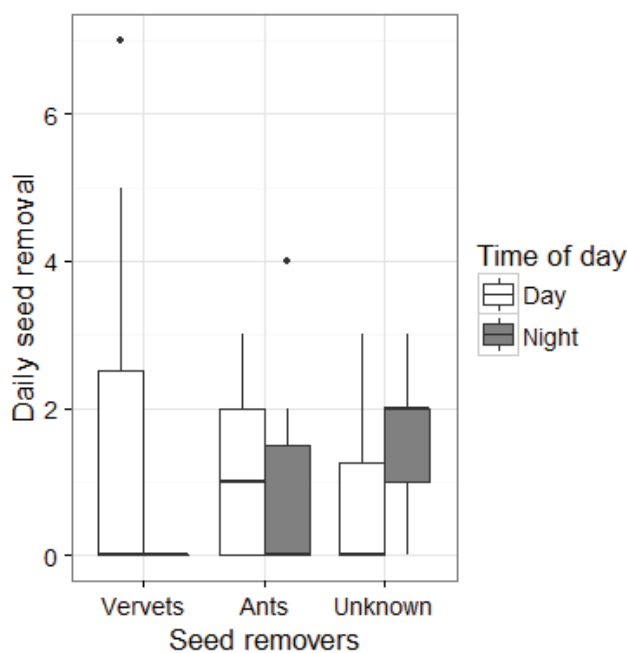 Daily seed removal
6
4
2
0
Vervets Ants Unknown
Seed removers
Time of day
Day
Night